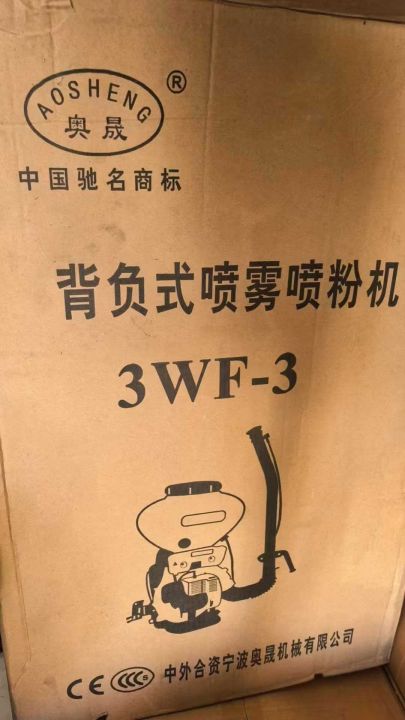 AOSHENG ®
奥晟
中国驰名商标
背负式喷雾喷粉机
3WF-3
CE CCC S 中外合资宁波奥晟机械有限公司